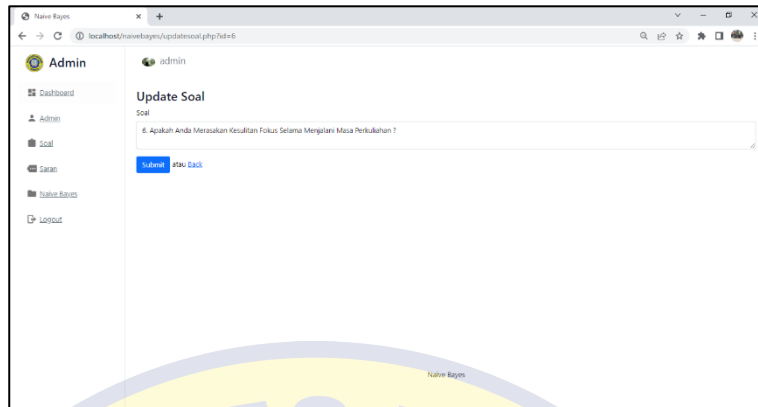 Naive Bayes
localhost/naivebayes/updatesoal.php?id=6
Admin
admin
Dashboard
Admin
Soal
Saran
Naive Bayes
Logout
Update Soal
Soal
6. Apakah Anda Merasakan Kesulitan Fokus Selama Menjalani Masa Perkuliahan ?
Submit atau Back
Naive Bayes